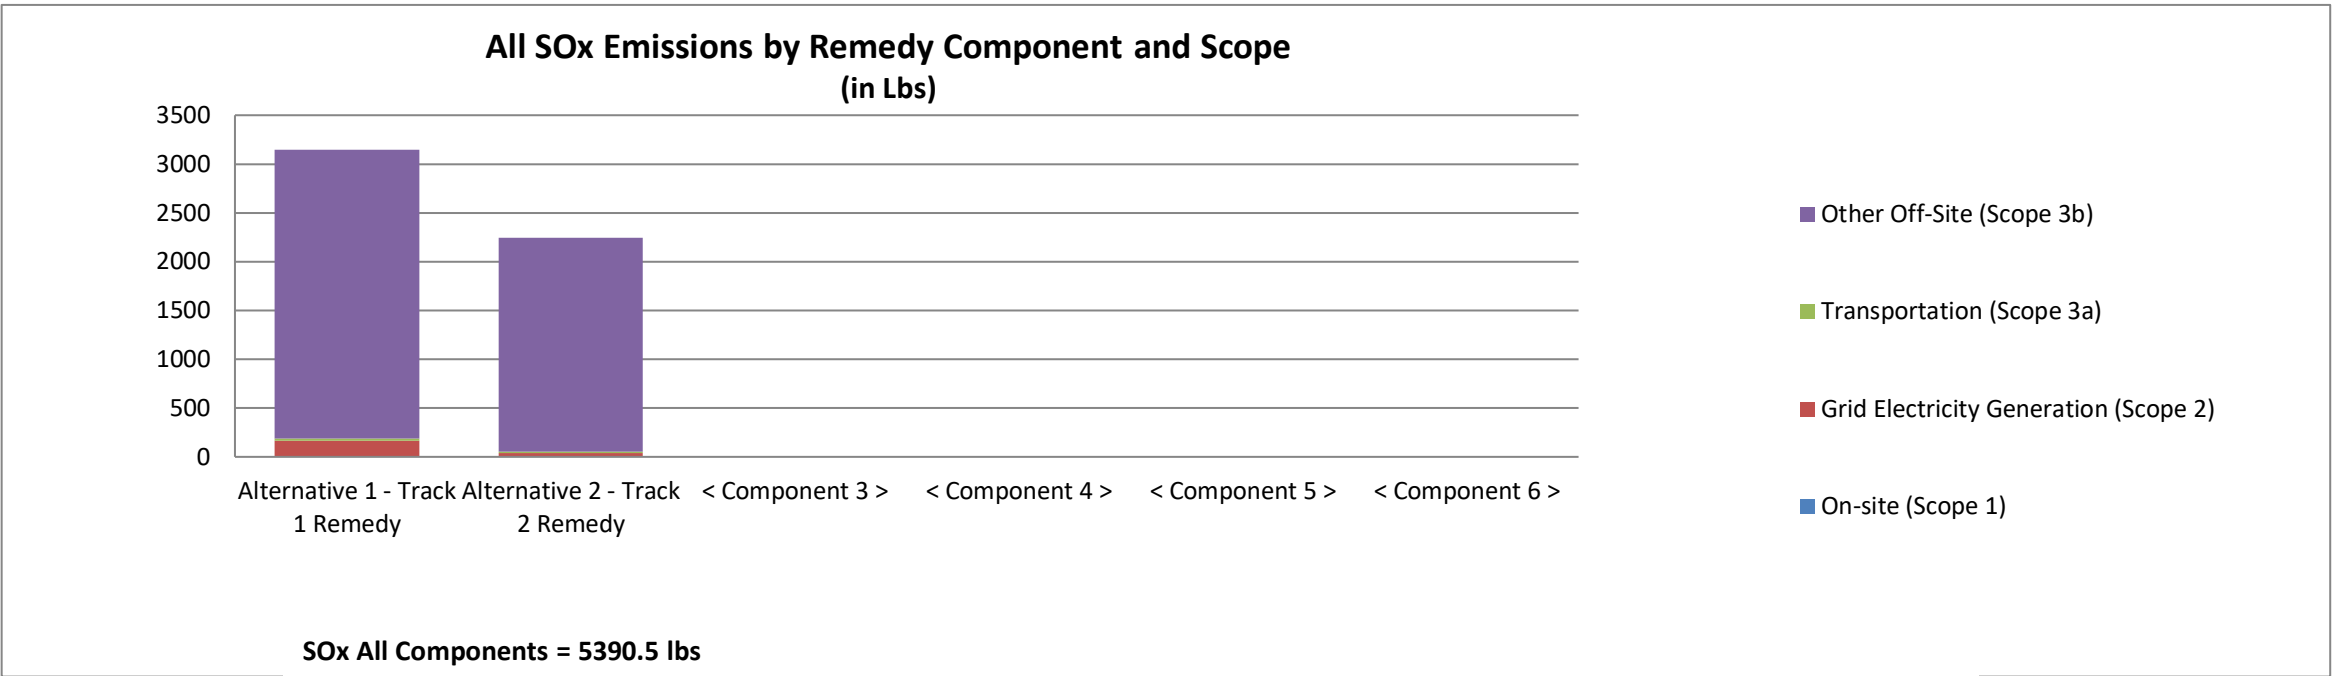 All SOx Emissions by Remedy Component and Scope
(in Lbs)
3500
3000
2500
2000
1500
1000
500
0
Alternative 1 - Track
1 Remedy
Alternative 2 - Track
2 Remedy
< Component 3 >
< Component 4 >
< Component 5 >
< Component 6 >
Other Off-Site (Scope 3b)
Transportation (Scope 3a)
Grid Electricity Generation (Scope 2)
On-site (Scope 1)
SOx All Components = 5390.5 lbs